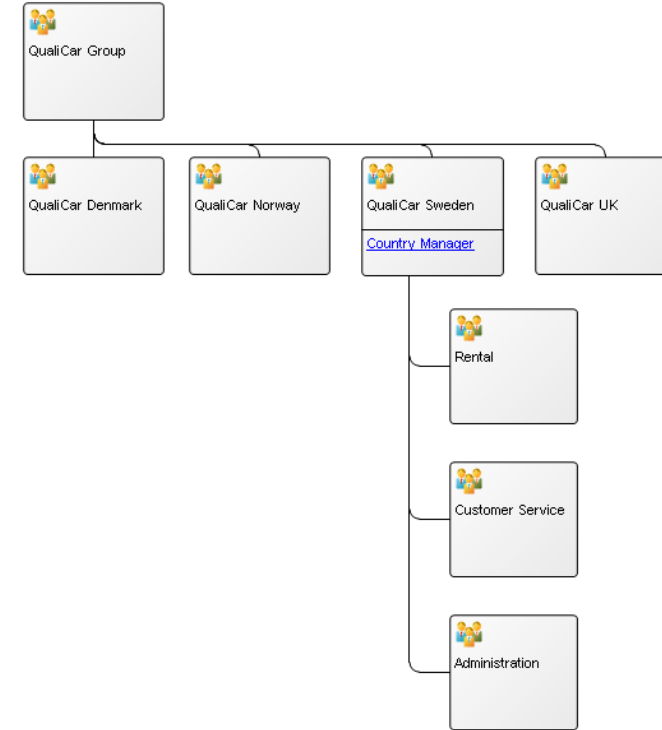 QualiCar Group
QualiCar Denmark
QualiCar Norway
QualiCar Sweden
Country Manager
QualiCar UK
Rental
Customer Service
Administration